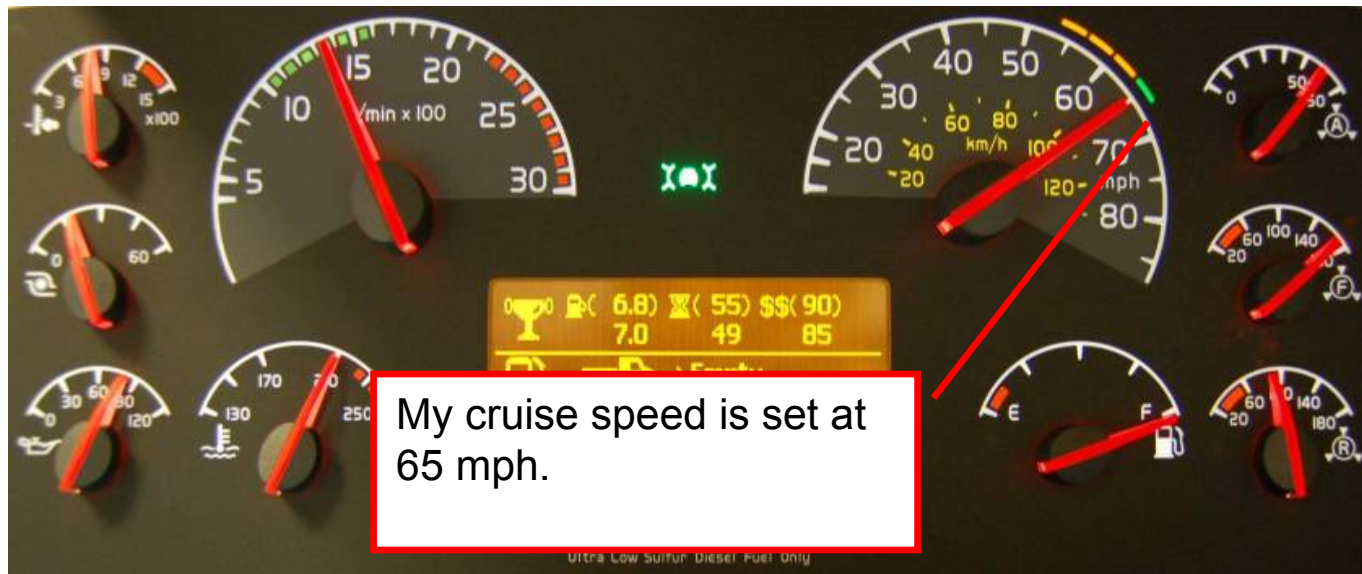 3 6 9 12 15
x100
5 10 15 20 25 30
/min x 100
20 30 40 50 60 70 80
mph
20 40 60 80 100 120
km/h
0 50
A
0 60
( 6.8) ( 55) $$( 90)
7.0 49 85
Empty
20 60 100 140
F
0 30 60 90 120
130 170 250
My cruise speed is set at
65 mph.
E F
20 60 140 180
R
Ultra Low Sulfur Diesel Fuel Only